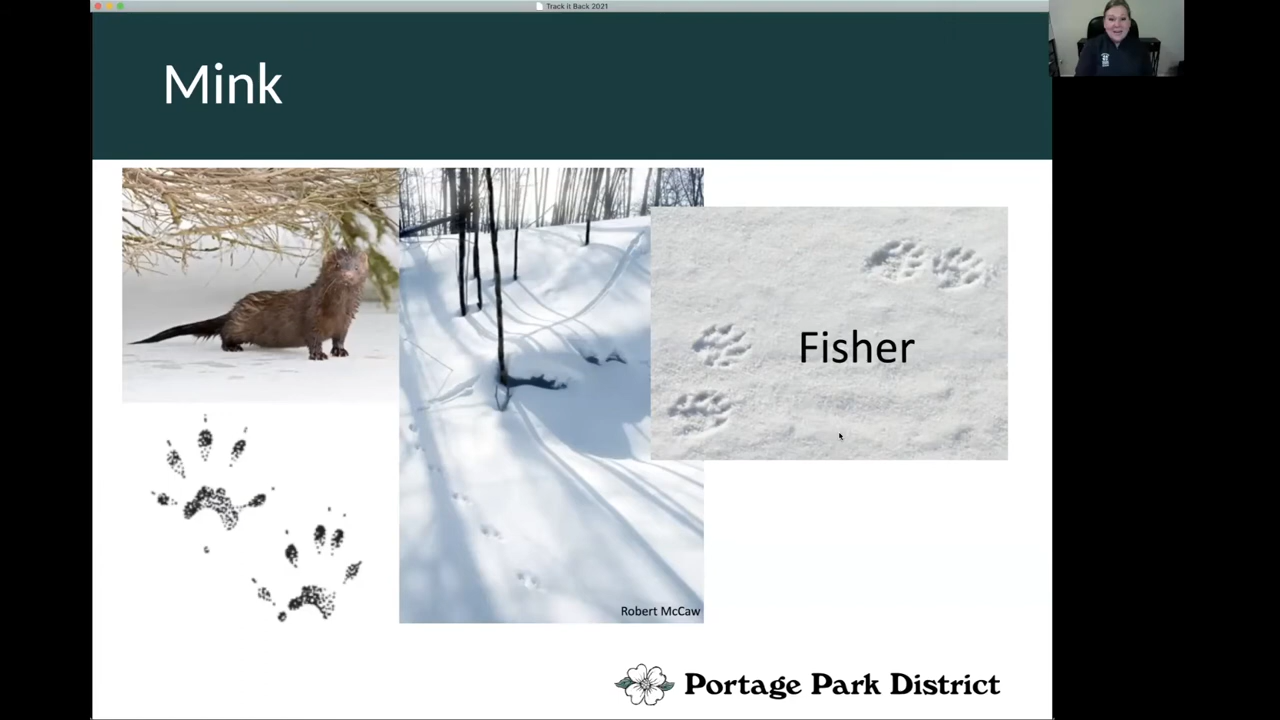 Track it Back 2021
Mink
Fisher
Robert McCaw
Portage Park District